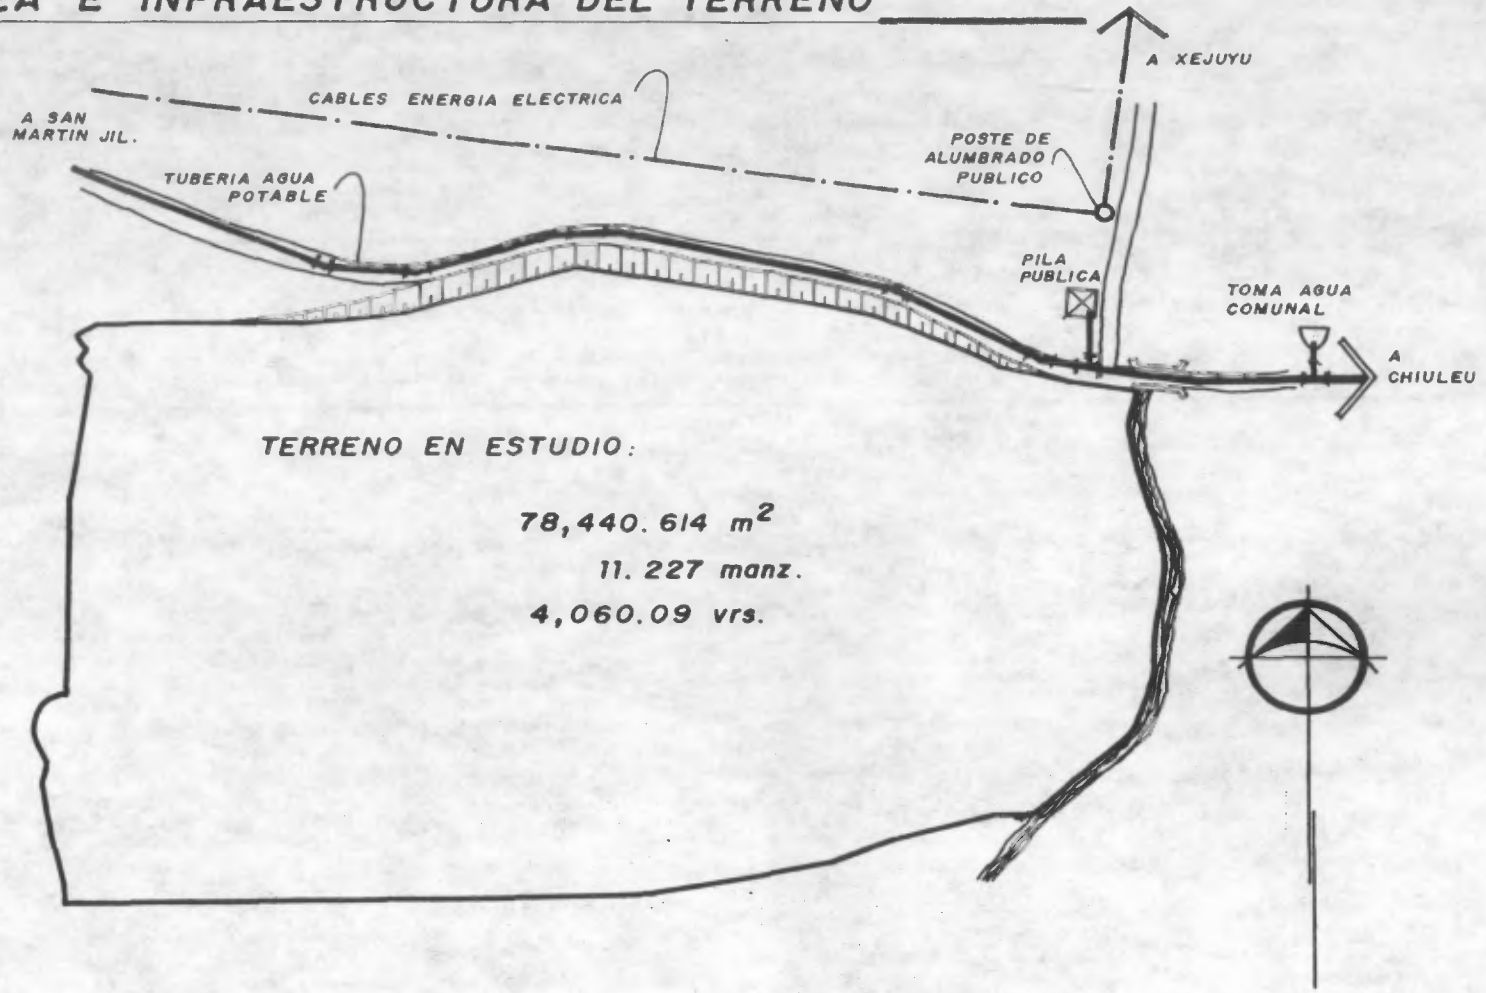 E INFRAESTRUCTURA DEL TERRENO
A XEJUYU
CABLES ENERGIA ELECTRICA
A SAN
MARTIN JIL.
POSTE DE
ALUMBRADO
PUBLICO
TUBERIA AGUA
POTABLE
PILA
PUBLICA
TOMA AGUA
COMUNAL
A
CHIULEU
TERRENO EN ESTUDIO:
78,440.614 m²
11.227 manz.
4,060.09 vrs.